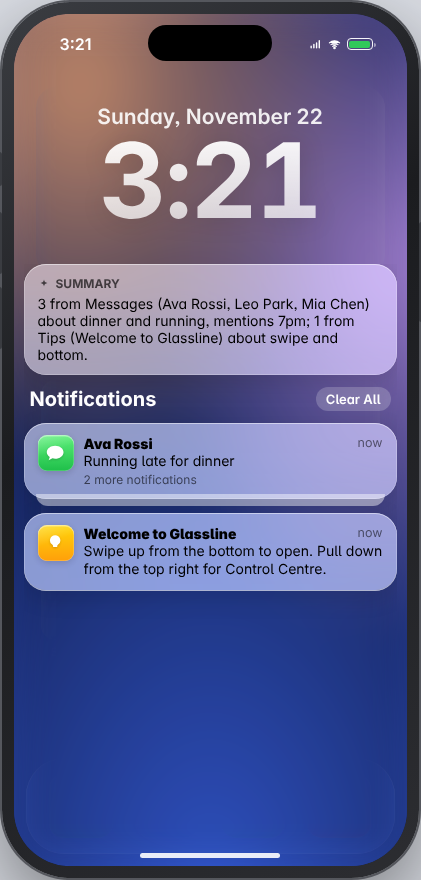 3:21
Sunday, November 22
3:21
SUMMARY
3 from Messages (Ava Rossi, Leo Park, Mia Chen)
about dinner and running, mentions 7pm; 1 from
Tips (Welcome to Glassline) about swipe and
bottom.
Notifications
Clear All
Ava Rossi
now
Running late for dinner
2 more notifications
Welcome to Glassline
now
Swipe up from the bottom to open. Pull down
from the top right for Control Centre.